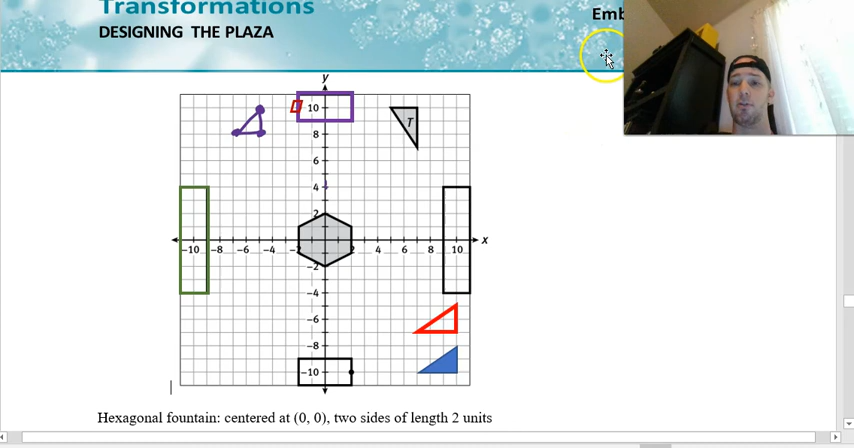 Transformations
Emb
DESIGNING THE PLAZA
y
10
T
8
6
4
2
-10 -8 -6 -4 -2 2 4 6 8 10 x
-2
-4
-6
-8
-10
Hexagonal fountain: centered at (0, 0), two sides of length 2 units